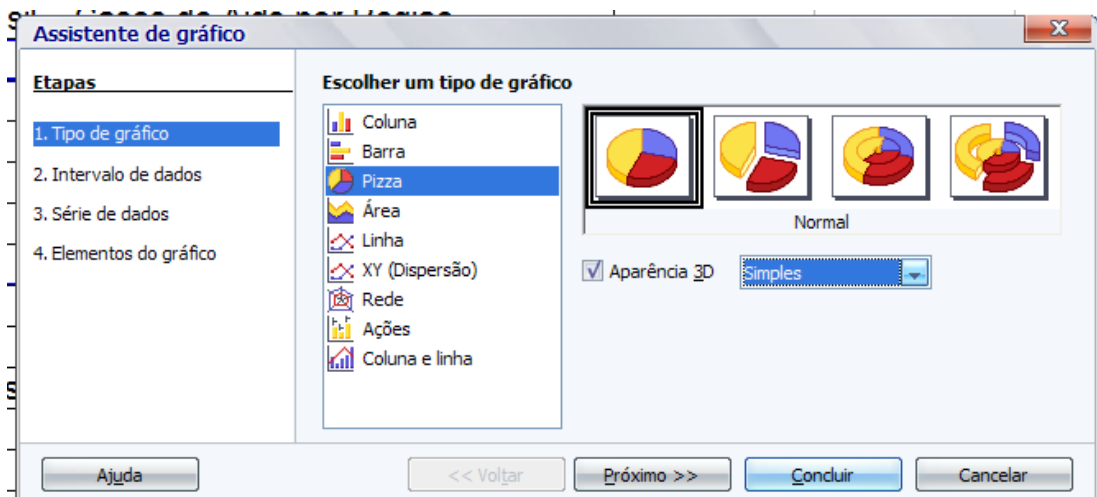 Assistente de gráfico
Etapas
1. Tipo de gráfico
2. Intervalo de dados
3. Série de dados
4. Elementos do gráfico
Escolher um tipo de gráfico
Coluna
Barra
Pizza
Área
Linha
XY (Dispersão)
Rede
Ações
Coluna e linha
Normal
Aparência 3D
Simples
Ajuda
<< Voltar
Próximo >>
Concluir
Cancelar